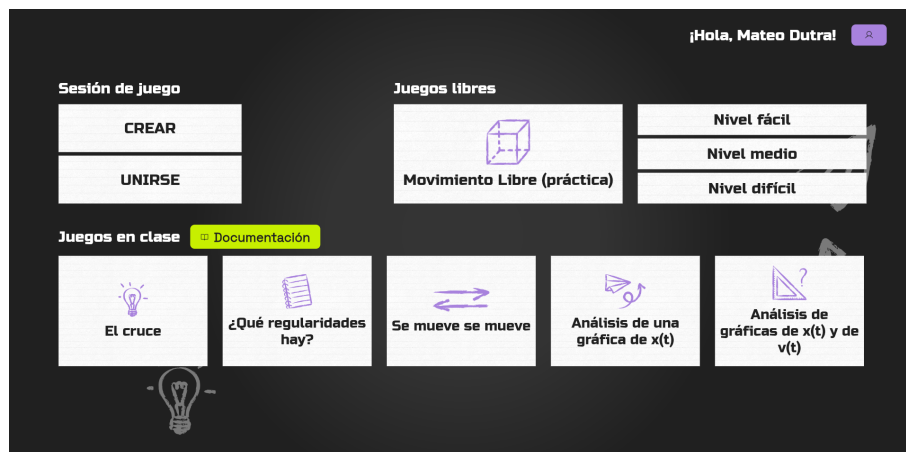 ¡Hola, Mateo Dutra!
Sesión de juego
CREAR
UNIRSE
Juegos libres
Movimiento Libre (práctica)
Nivel fácil
Nivel medio
Nivel difícil
Juegos en clase
Documentación
El cruce
¿Qué regularidades
hay?
Se mueve se mueve
Análisis de una
gráfica de x(t)
?
Análisis de
gráficas de x(t) y de
v(t)